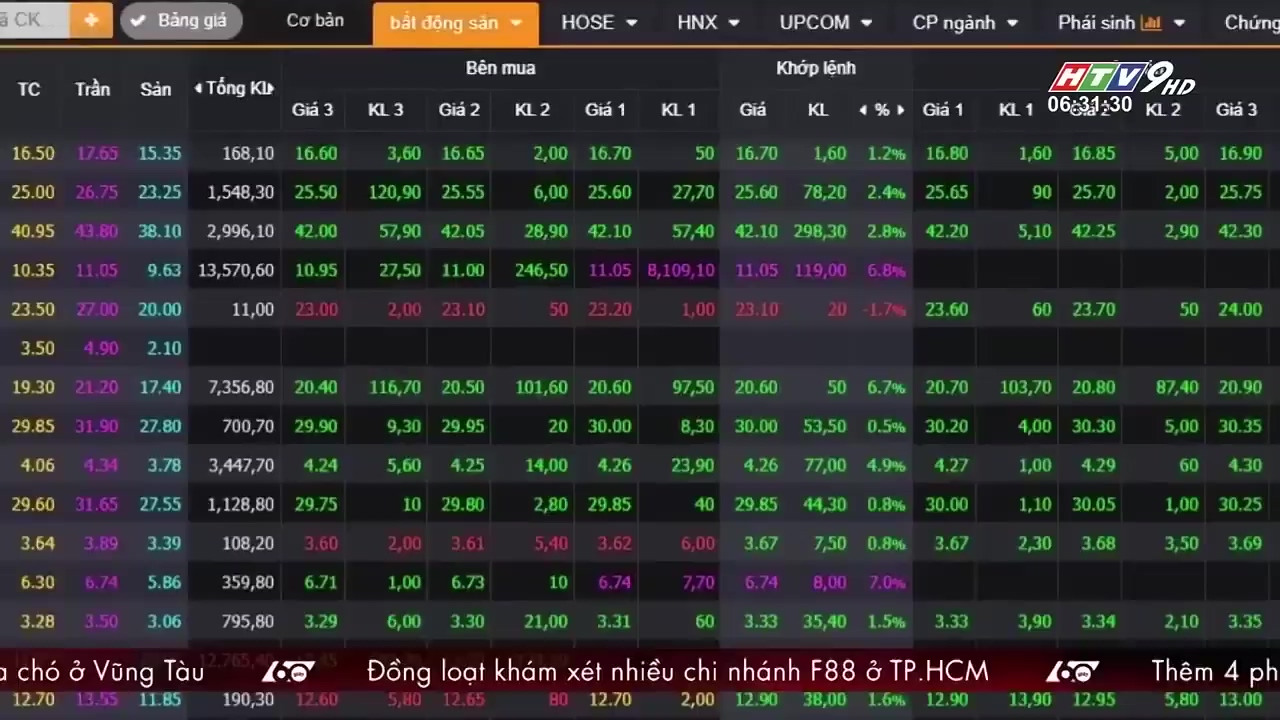 ã CK... + Bảng giá Cơ bản bất động sản HOSE HNX UPCOM CP ngành Phái sinh Chứng
HTV9 HD
06:31:30
Bên mua Khớp lệnh
TC Trần Sàn Tổng KL
Giá 3 KL 3 Giá 2 KL 2 Giá 1 KL 1 Giá KL % Giá 1 KL 1 Giá 2 KL 2 Giá 3
16.50 17.65 15.35 168,10 16.60 3,60 16.65 2,00 16.70 50 16.70 1,60 1.2% 16.80 1,60 16.85 5,00 16.90
25.00 26.75 23.25 1,548,30 25.50 120,90 25.55 6,00 25.60 27,70 25.60 78,20 2.4% 25.65 90 25.70 2,00 25.75
40.95 43.80 38.10 2,996,10 42.00 57,90 42.05 28,90 42.10 57,40 42.10 298,30 2.8% 42.20 5,10 42.25 2,90 42.30
10.35 11.05 9.63 13,570,60 10.95 27,50 11.00 246,50 11.05 8,109,10 11.05 119,00 6.8%
23.50 27.00 20.00 11,00 23.00 2,00 23.10 50 23.20 1,00 23.10 20 -1.7% 23.60 60 23.70 50 24.00
3.50 4.90 2.10
19.30 21.20 17.40 7,356,80 20.40 116,70 20.50 101,60 20.60 97,50 20.60 50 6.7% 20.70 103,70 20.80 87,40 20.90
29.85 31.90 27.80 700,70 29.90 9,30 29.95 20 30.00 8,30 30.00 53,50 0.5% 30.20 4,00 30.30 5,00 30.35
4.06 4.34 3.78 3,447,70 4.24 5,60 4.25 14,00 4.26 23,90 4.26 77,00 4.9% 4.27 1,00 4.29 60 4.30
29.60 31.65 27.55 1,128,80 29.75 10 29.80 2,80 29.85 40 29.85 44,30 0.8% 30.00 1,10 30.05 1,00 30.25
3.64 3.89 3.39 108,20 3.60 2,00 3.61 5,40 3.62 6,00 3.67 7,50 0.8% 3.67 2,30 3.68 3,50 3.69
6.30 6.74 5.86 359,80 6.71 1,00 6.73 10 6.74 7,70 6.74 8,00 7.0%
3.28 3.50 3.06 795,80 3.29 6,00 3.30 21,00 3.31 60 3.33 35,40 1.5% 3.33 3,90 3.34 2,10 3.35
a chó ở Vũng Tàu 60 giây Đồng loạt khám xét nhiều chi nhánh F88 ở TP.HCM 60 giây Thêm 4 ph
12.70 13.55 11.85 190,30 12.60 5,80 12.65 80 12.70 2,00 12.90 38,00 1.6% 12.90 13,90 12.95 5,80 13.00